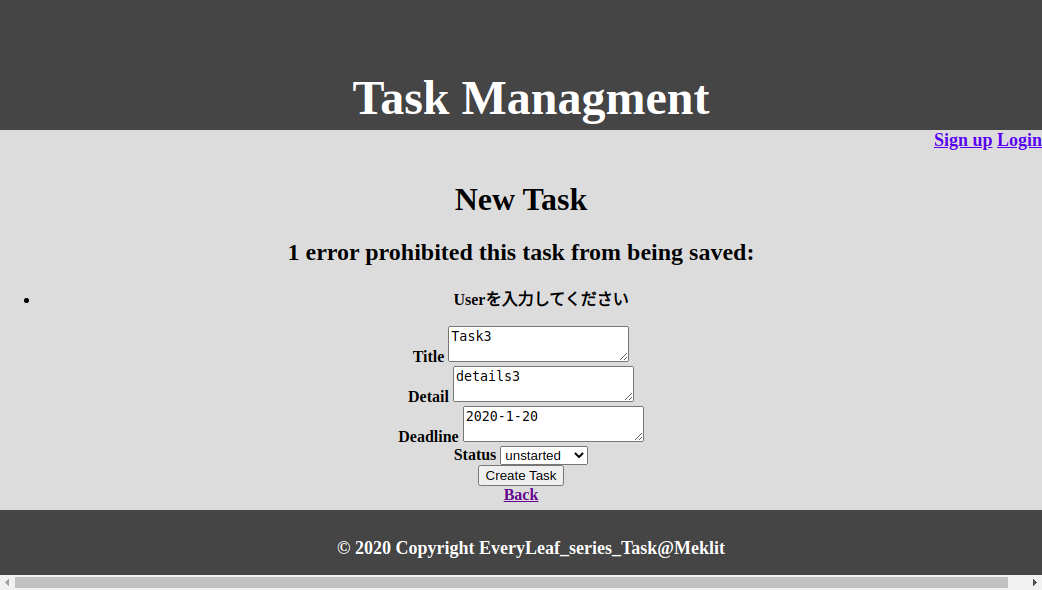 Task Managment
Sign up Login
New Task
1 error prohibited this task from being saved:
Userを入力してください
Title Task3
Detail details3
Deadline 2020-1-20
Status unstarted
Create Task
Back
© 2020 Copyright EveryLeaf_series_Task@Meklit